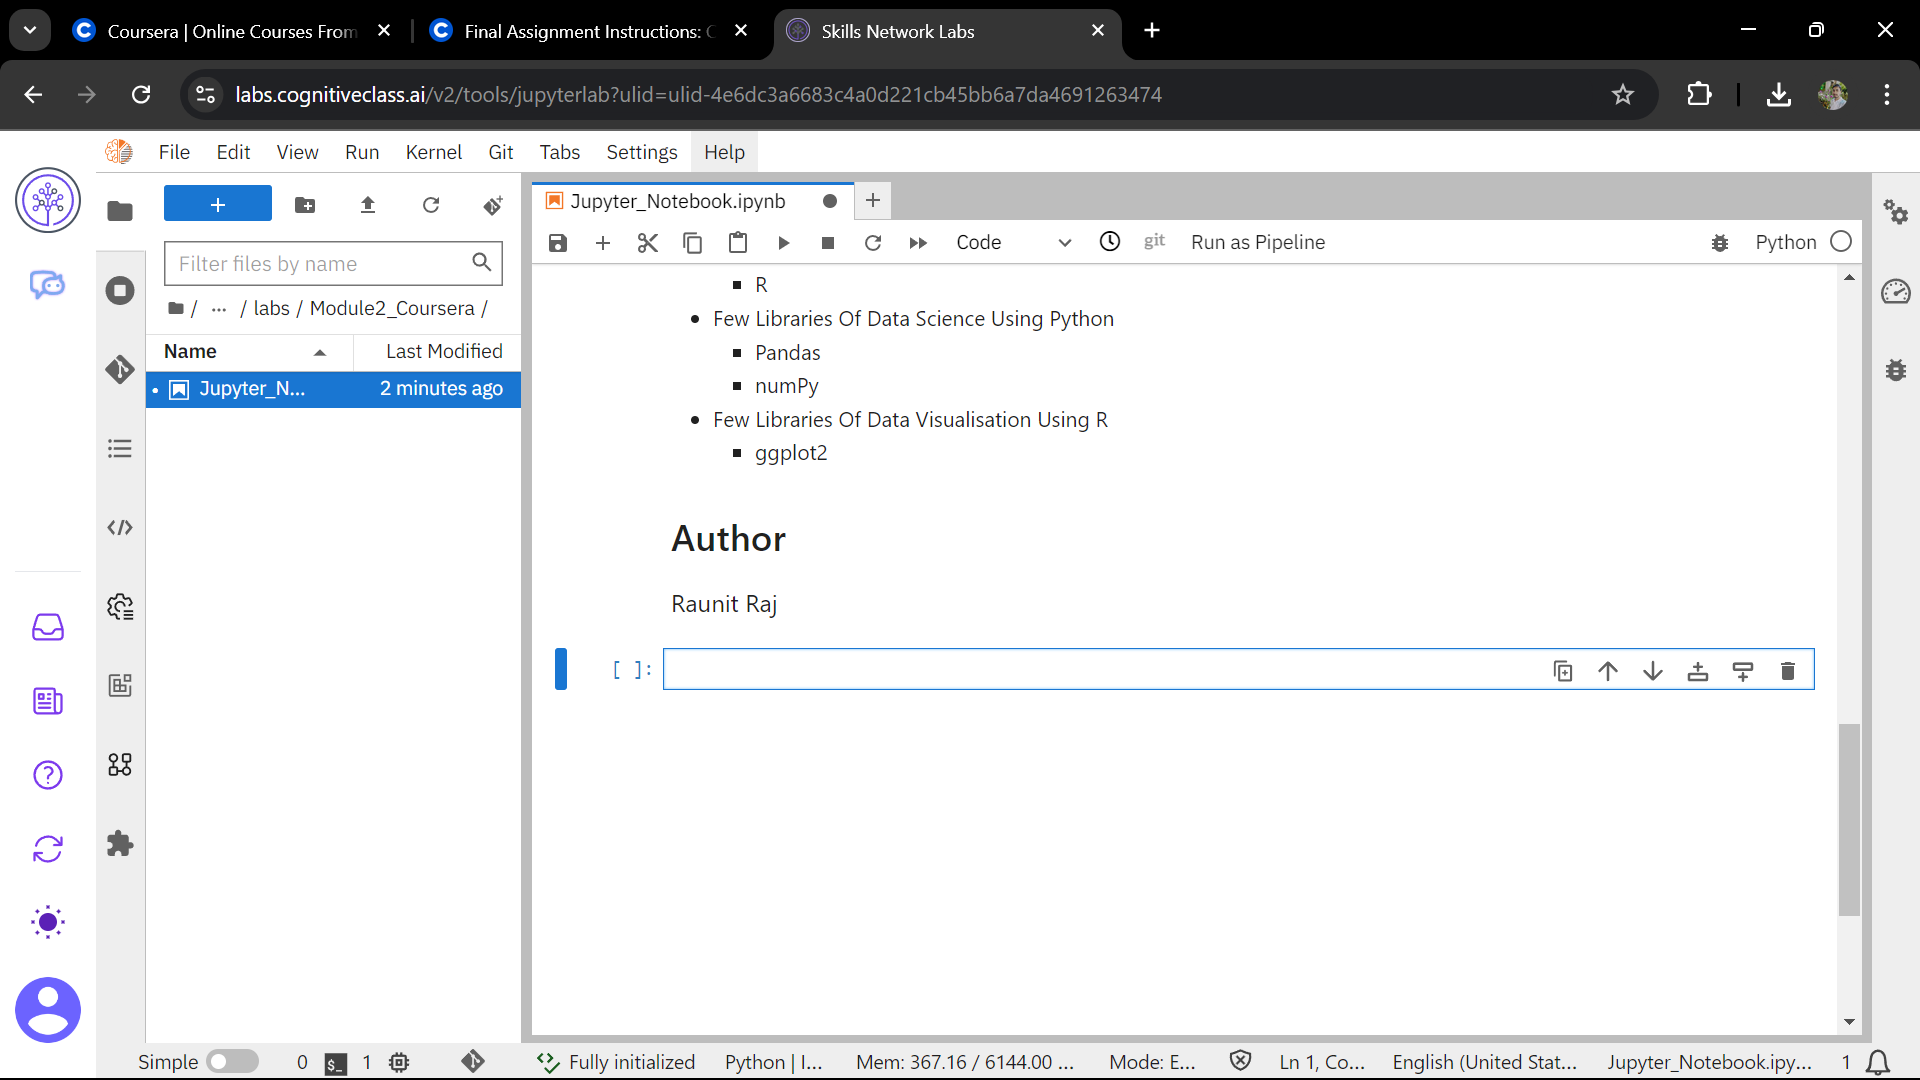 Coursera | Online Courses From
Final Assignment Instructions: C
Skills Network Labs
labs.cognitiveclass.ai/v2/tools/jupyterlab?ulid=ulid-4e6dc3a6683c4a0d221cb45bb6a7da4691263474
File Edit View Run Kernel Git Tabs Settings Help
Jupyter_Notebook.ipynb
Code
git
Run as Pipeline
Python
Filter files by name
/ ... / labs / Module2_Coursera /
Name Last Modified
Jupyter_N... 2 minutes ago
R
Few Libraries Of Data Science Using Python
Pandas
numPy
Few Libraries Of Data Visualisation Using R
ggplot2
Author
Raunit Raj
[ ]:
Simple 0 $_ 1 Fully initialized Python | I... Mem: 367.16 / 6144.00 ... Mode: E... Ln 1, Co... English (United Stat... Jupyter_Notebook.ipy... 1